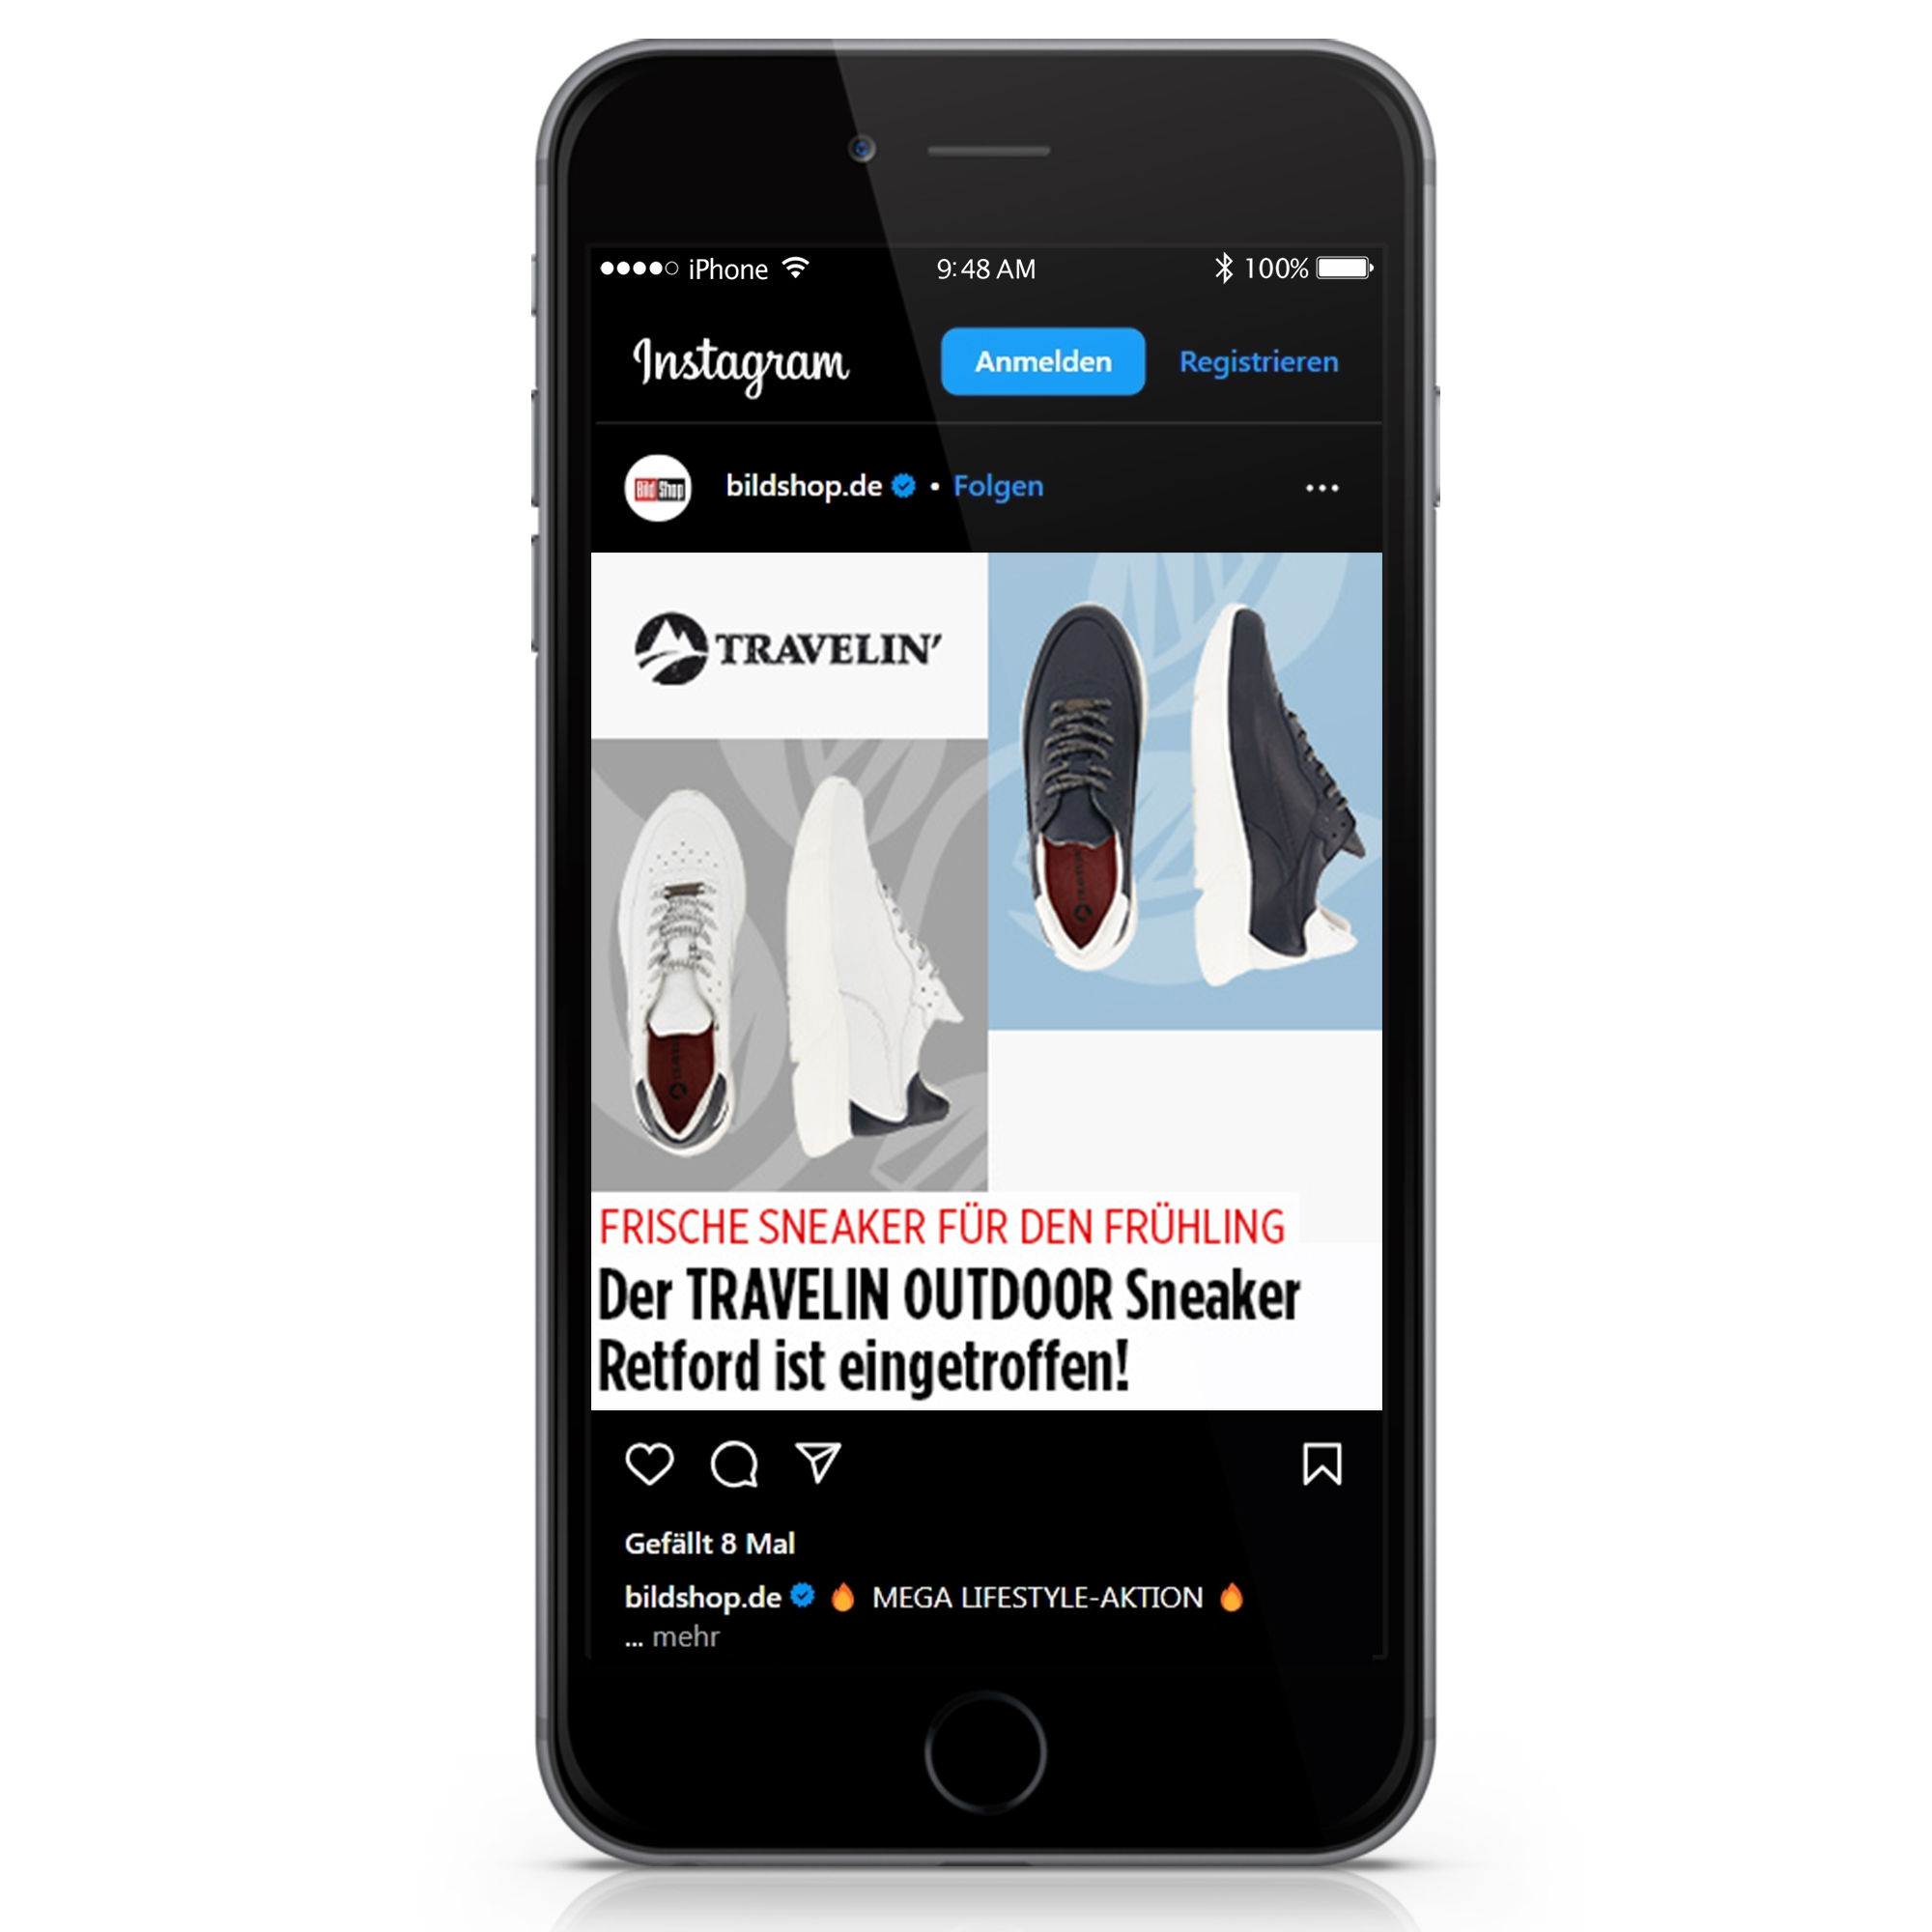 iPhone 9:48 AM 100%
Instagram Anmelden Registrieren
Bild Shop
bildshop.de • Folgen
TRAVELIN’
FRISCHE SNEAKER FÜR DEN FRÜHLING
Der TRAVELIN OUTDOOR Sneaker
Retford ist eingetroffen!
Gefällt 8 Mal
bildshop.de 🔥 MEGA LIFESTYLE-AKTION 🔥
... mehr